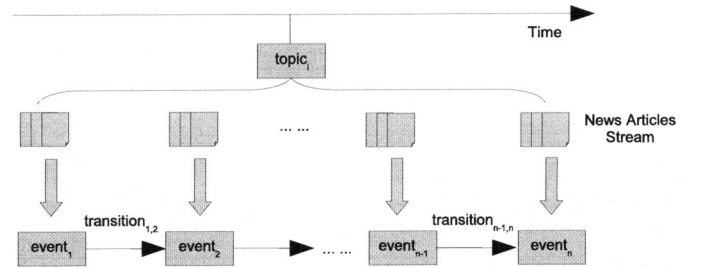 Time
topic_i
... ...
News Articles
Stream
transition_1,2
transition_n-1,n
event_1
event_2
... ...
event_n-1
event_n